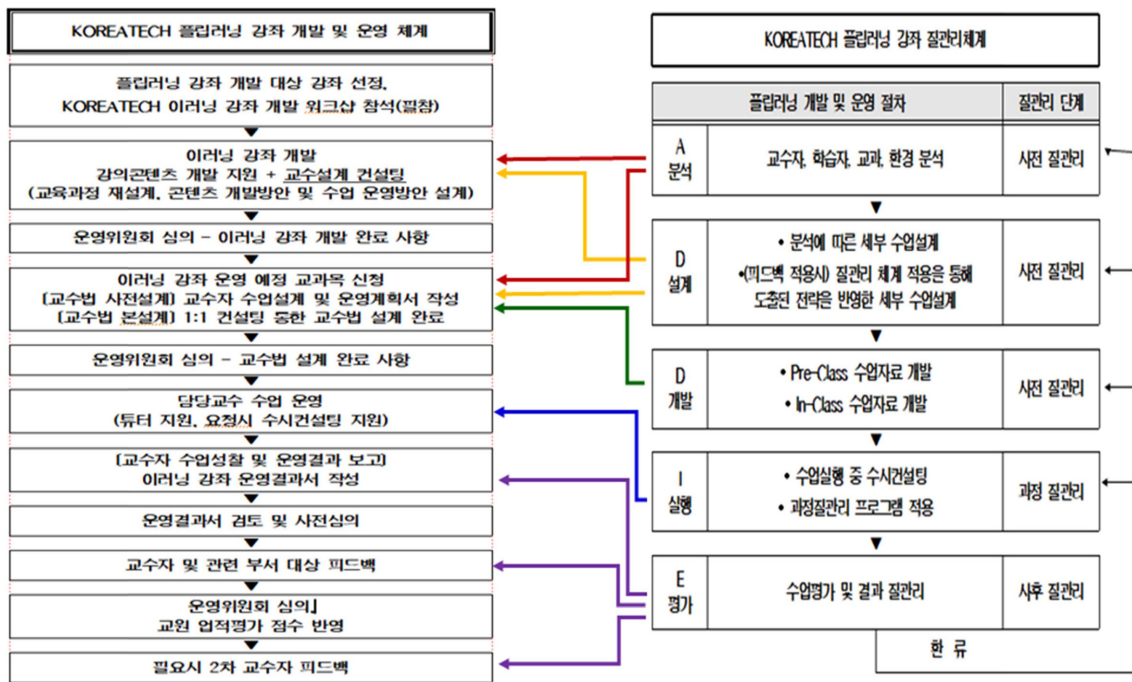 KOREATECH 플립러닝 강좌 개발 및 운영 체계
플립러닝 강좌 개발 대상 강좌 선정,
KOREATECH 이러닝 강좌 개발 워크샵 참석(필참)
이러닝 강좌 개발
강의콘텐츠 개발 지원 + 교수설계 컨설팅
(교육과정 재설계, 콘텐츠 개발방안 및 수업 운영방안 설계)
운영위원회 심의 - 이러닝 강좌 개발 완료 사항
이러닝 강좌 운영 예정 교과목 신청
[교수법 사전설계] 교수자 수업설계 및 운영계획서 작성
[교수법 본설계] 1:1 컨설팅 통한 교수법 설계 완료
운영위원회 심의 - 교수법 설계 완료 사항
담당교수 수업 운영
(튜터 지원, 요청시 수시컨설팅 지원)
[교수자 수업성찰 및 운영결과 보고]
이러닝 강좌 운영결과서 작성
운영결과서 검토 및 사전심의
교수자 및 관련 부서 대상 피드백
운영위원회 심의」
교원 업적평가 점수 반영
필요시 2차 교수자 피드백
KOREATECH 플립러닝 강좌 질관리체계
플립러닝 개발 및 운영 절차 질관리 단계
A
분석
교수자, 학습자, 교과, 환경 분석
사전 질관리
D
설계
• 분석에 따른 세부 수업설계
•(피드백 적용시) 질관리 체계 적용을 통해
도출된 전략을 반영한 세부 수업설계
사전 질관리
D
개발
• Pre-Class 수업자료 개발
• In-Class 수업자료 개발
사전 질관리
I
실행
• 수업실행 중 수시컨설팅
• 과정질관리 프로그램 적용
과정 질관리
E
평가
수업평가 및 결과 질관리
사후 질관리
환 류